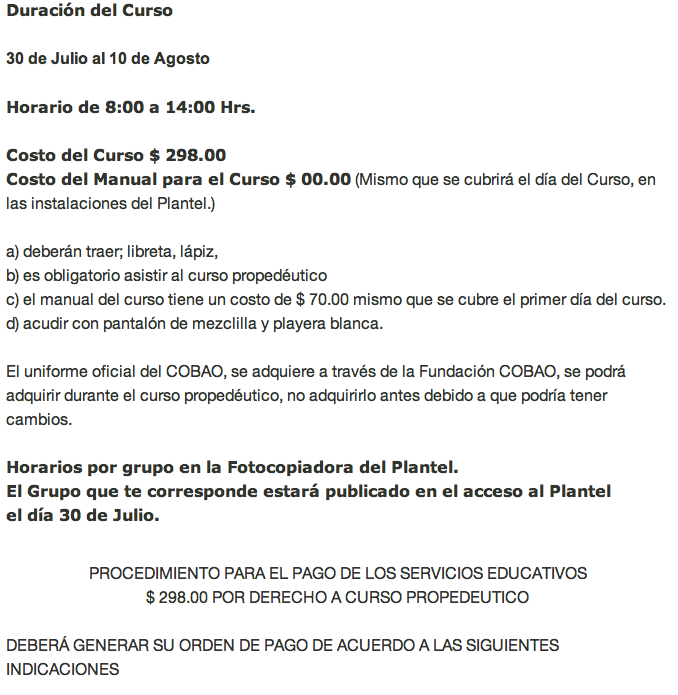 Duración del Curso
30 de Julio al 10 de Agosto
Horario de 8:00 a 14:00 Hrs.
Costo del Curso $ 298.00
Costo del Manual para el Curso $ 00.00 (Mismo que se cubrirá el día del Curso, en
las instalaciones del Plantel.)
a) deberán traer; libreta, lápiz,
b) es obligatorio asistir al curso propedéutico
c) el manual del curso tiene un costo de $ 70.00 mismo que se cubre el primer día del curso.
d) acudir con pantalón de mezclilla y playera blanca.
El uniforme oficial del COBAO, se adquiere a través de la Fundación COBAO, se podrá
adquirir durante el curso propedéutico, no adquirirlo antes debido a que podría tener
cambios.
Horarios por grupo en la Fotocopiadora del Plantel.
El Grupo que te corresponde estará publicado en el acceso al Plantel
el día 30 de Julio.
PROCEDIMIENTO PARA EL PAGO DE LOS SERVICIOS EDUCATIVOS
$ 298.00 POR DERECHO A CURSO PROPEDEUTICO
DEBERÁ GENERAR SU ORDEN DE PAGO DE ACUERDO A LAS SIGUIENTES
INDICACIONES